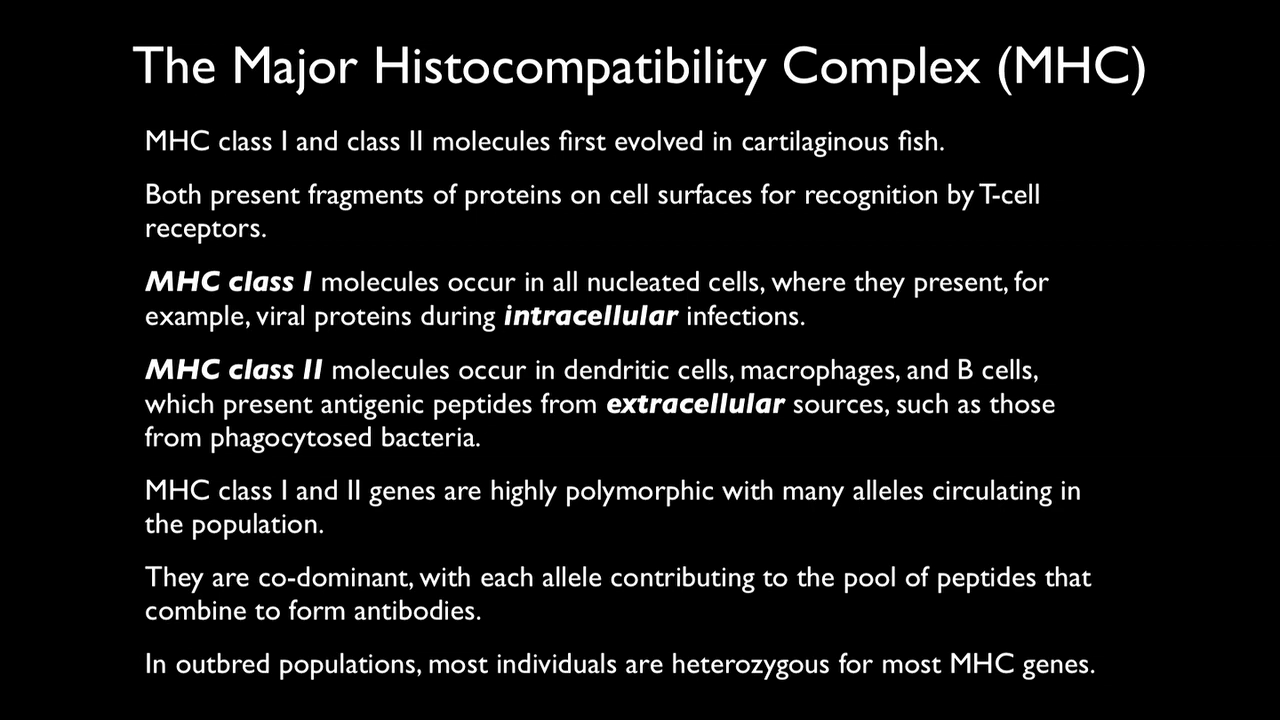 The Major Histocompatibility Complex (MHC)
MHC class I and class II molecules first evolved in cartilaginous fish.
Both present fragments of proteins on cell surfaces for recognition by T-cell
receptors.
MHC class I molecules occur in all nucleated cells, where they present, for
example, viral proteins during intracellular infections.
MHC class II molecules occur in dendritic cells, macrophages, and B cells,
which present antigenic peptides from extracellular sources, such as those
from phagocytosed bacteria.
MHC class I and II genes are highly polymorphic with many alleles circulating in
the population.
They are co-dominant, with each allele contributing to the pool of peptides that
combine to form antibodies.
In outbred populations, most individuals are heterozygous for most MHC genes.